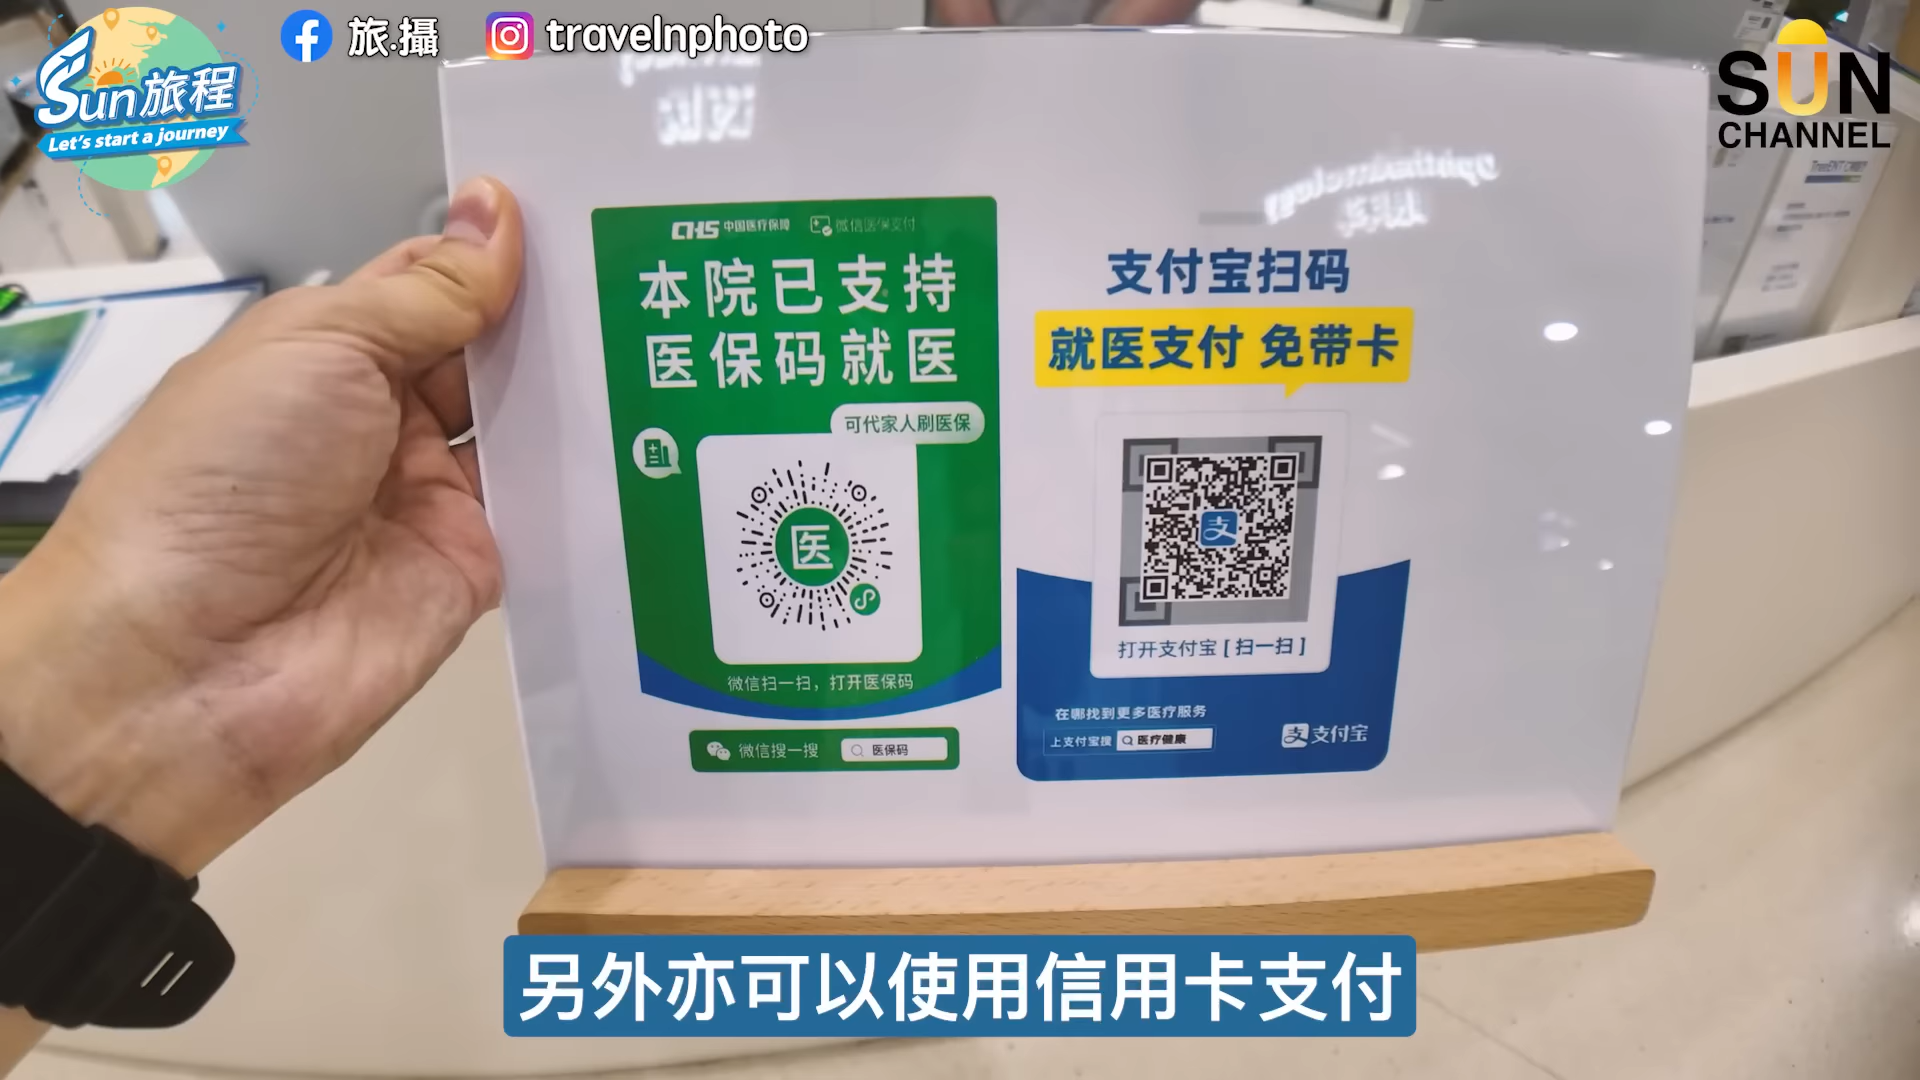 Sun旅程
Let's start a journey
旅.攝
travelnphoto
SUN
CHANNEL
CHS 中国医疗保障 微信医保支付
本院已支持
医保码就医
可代家人刷医保
医
微信扫一扫，打开医保码
微信搜一搜 医保码
支付宝扫码
就医支付 免带卡
支
打开支付宝 [ 扫一扫 ]
在哪找到更多医疗服务
上支付宝搜 医疗健康
支付宝
另外亦可以使用信用卡支付